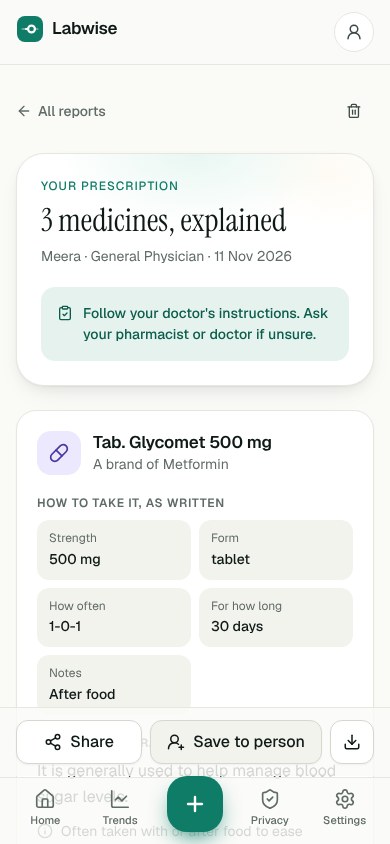 Labwise
All reports
YOUR PRESCRIPTION
3 medicines, explained
Meera · General Physician · 11 Nov 2026
Follow your doctor's instructions. Ask
your pharmacist or doctor if unsure.
Tab. Glycomet 500 mg
A brand of Metformin
HOW TO TAKE IT, AS WRITTEN
Strength
500 mg
Form
tablet
How often
1-0-1
For how long
30 days
Notes
After food
Share
Save to person
It is generally used to help manage blood
sugar levels
Often taken with or after food to ease
Home
Trends
Privacy
Settings